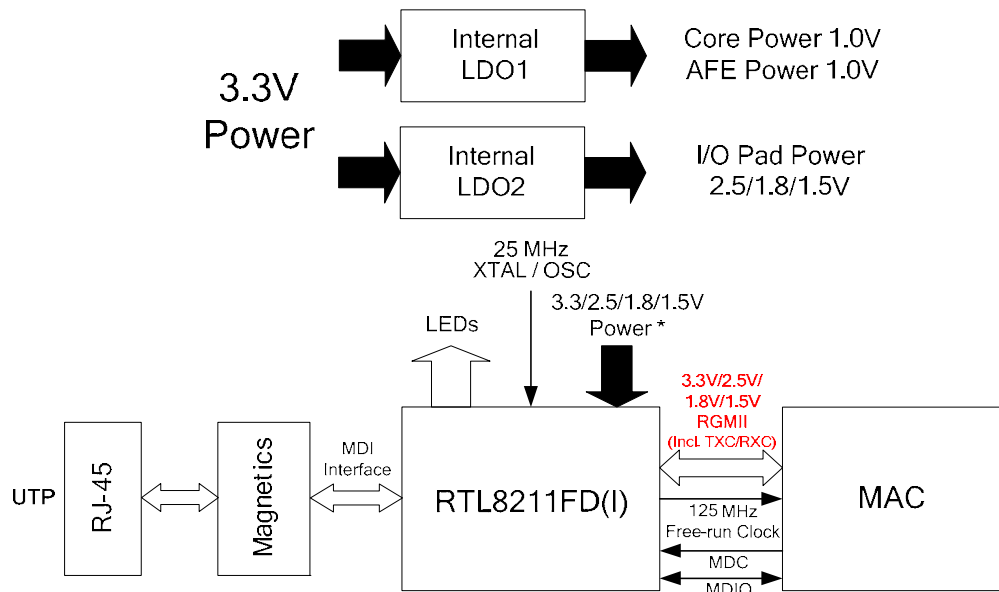 3.3V
Power
Internal
LDO1
Core Power 1.0V
AFE Power 1.0V
Internal
LDO2
I/O Pad Power
2.5/1.8/1.5V
25 MHz
XTAL / OSC
3.3/2.5/1.8/1.5V
Power *
LEDs
3.3V/2.5V/
1.8V/1.5V
RGMII
(Incl. TXC/RXC)
UTP
RJ-45
Magnetics
MDI
Interface
RTL8211FD(I)
125 MHz
Free-run Clock
MDC
MDIO
MAC